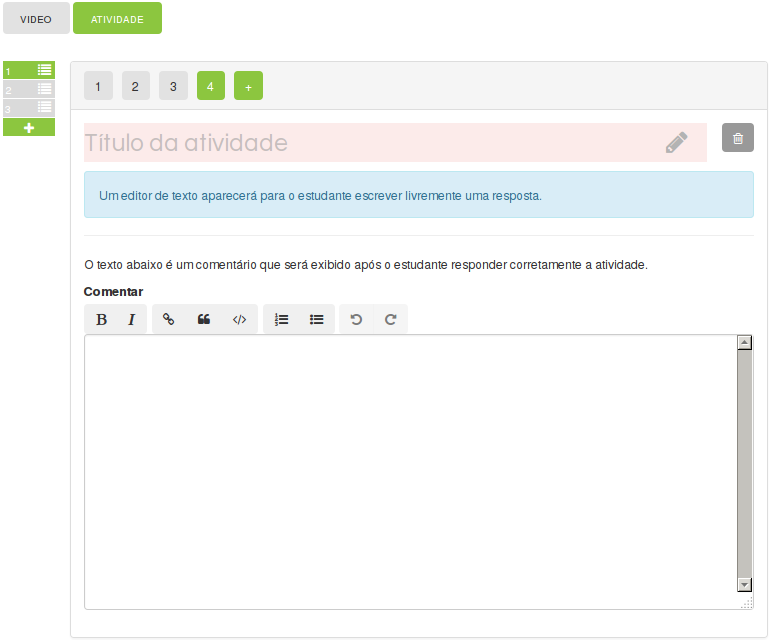 VIDEO ATIVIDADE
1
2
3
1 2 3 4 +
Título da atividade
Um editor de texto aparecerá para o estudante escrever livremente uma resposta.
O texto abaixo é um comentário que será exibido após o estudante responder corretamente a atividade.
Comentar
B I